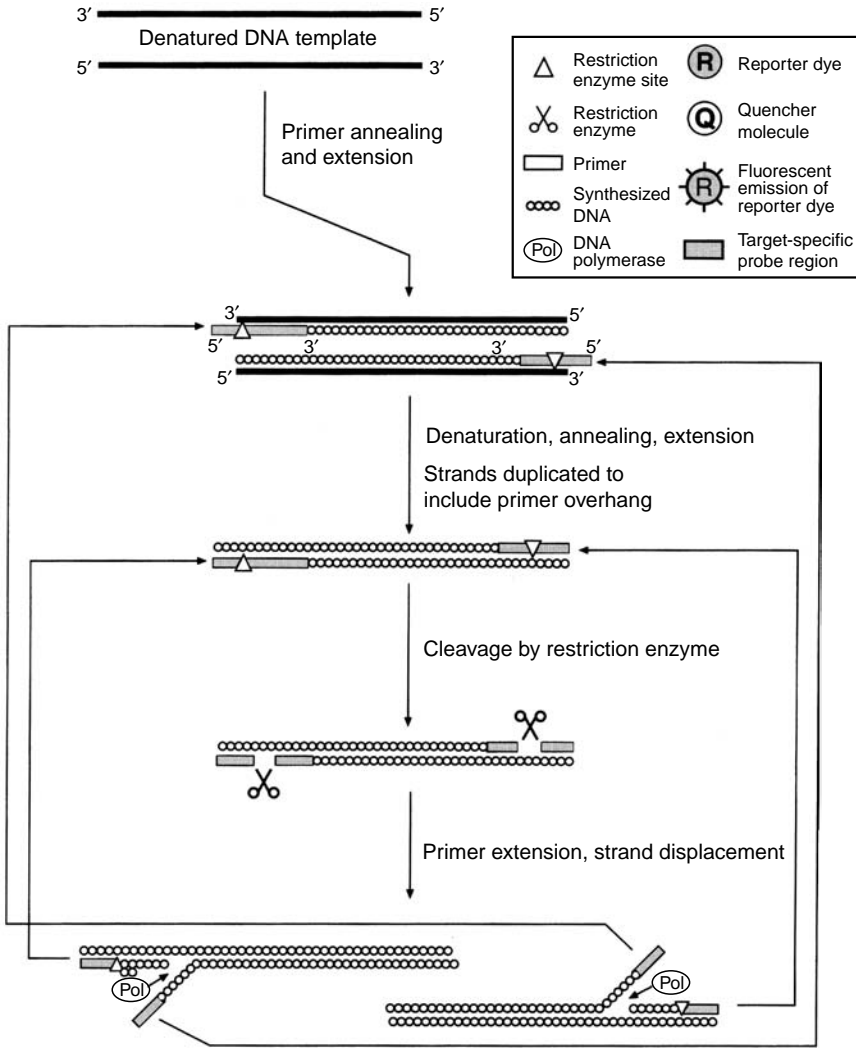 3′ 5′
Denatured DNA template
5′ 3′
Primer annealing
and extension
Restriction
enzyme site
Restriction
enzyme
Primer
Synthesized
DNA
Pol
DNA
polymerase
R
Reporter dye
Q
Quencher
molecule
R
Fluorescent
emission of
reporter dye
Target-specific
probe region
3′ 5′
5′ 3′ 3′ 5′
5′ 3′
Denaturation, annealing, extension
Strands duplicated to
include primer overhang
Cleavage by restriction enzyme
Primer extension, strand displacement
Pol
Pol